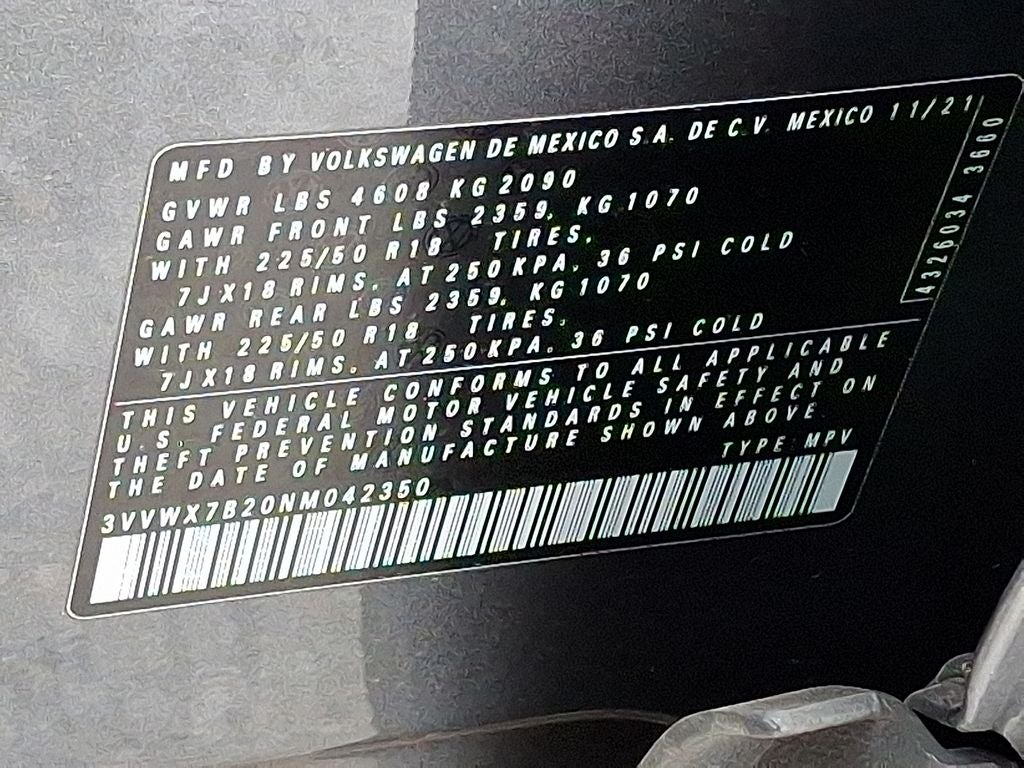 MFD BY VOLKSWAGEN DE MEXICO S.A. DE C.V. MEXICO 11/21
GVWR LBS 4608 KG 2090
GAWR FRONT LBS 2359, KG 1070
WITH 225/50 R18 TIRES,
7JX18 RIMS, AT 250 KPA, 36 PSI COLD
GAWR REAR LBS 2359, KG 1070
WITH 225/50 R18 TIRES,
7JX18 RIMS, AT 250 KPA, 36 PSI COLD
4326034 3660
THIS VEHICLE CONFORMS TO ALL APPLICABLE
U.S. FEDERAL MOTOR VEHICLE SAFETY AND
THEFT PREVENTION STANDARDS IN EFFECT ON
THE DATE OF MANUFACTURE SHOWN ABOVE.
TYPE: MPV
3VVWX7B20NM042350